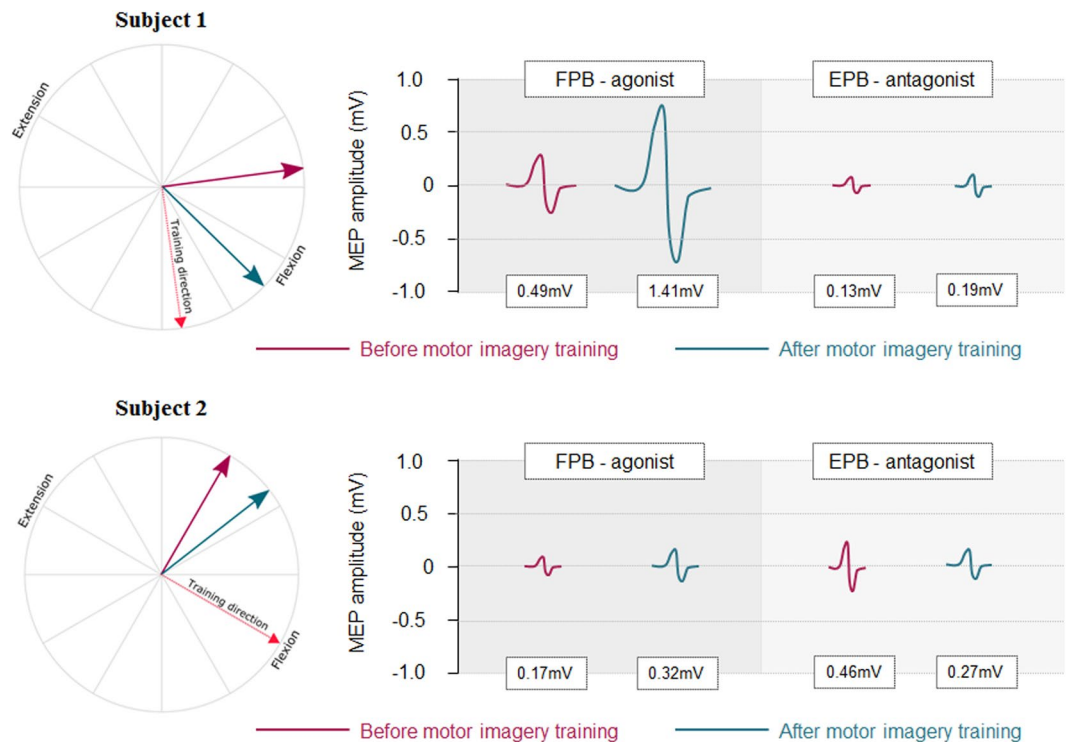 Subject 1
Extension
Training direction
Flexion
MEP amplitude (mV)
1.0
0.5
0
-0.5
-1.0
FPB - agonist
EPB - antagonist
0.49mV
1.41mV
0.13mV
0.19mV
Before motor imagery training
After motor imagery training
Subject 2
Extension
Training direction
Flexion
MEP amplitude (mV)
1.0
0.5
0
-0.5
-1.0
FPB - agonist
EPB - antagonist
0.17mV
0.32mV
0.46mV
0.27mV
Before motor imagery training
After motor imagery training